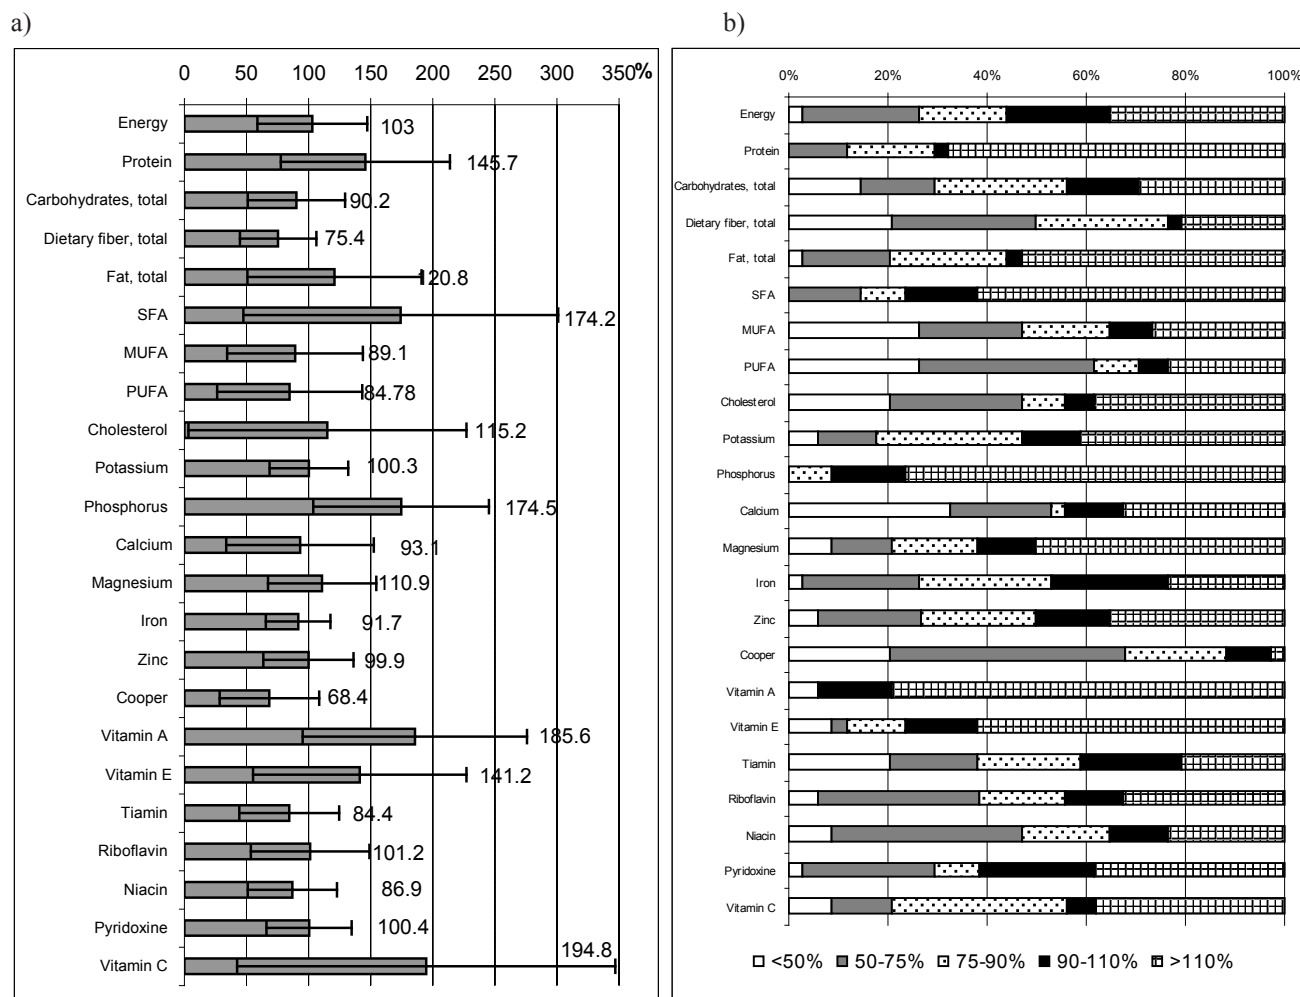 a)
0 50 100 150 200 250 300 350 %
Energy 103
Protein 145.7
Carbohydrates, total 90.2
Dietary fiber, total 75.4
Fat, total 20.8
SFA 174.2
MUFA 89.1
PUFA 84.78
Cholesterol 115.2
Potassium 100.3
Phosphorus 174.5
Calcium 93.1
Magnesium 110.9
Iron 91.7
Zinc 99.9
Cooper 68.4
Vitamin A 185.6
Vitamin E 141.2
Tiamin 84.4
Riboflavin 101.2
Niacin 86.9
Pyridoxine 100.4
Vitamin C 194.8
b)
0% 20% 40% 60% 80% 100%
Energy
Protein
Carbohydrates, total
Dietary fiber, total
Fat, total
SFA
MUFA
PUFA
Cholesterol
Potassium
Phosphorus
Calcium
Magnesium
Iron
Zinc
Cooper
Vitamin A
Vitamin E
Tiamin
Riboflavin
Niacin
Pyridoxine
Vitamin C
<50% 50-75% 75-90% 90-110% >110%